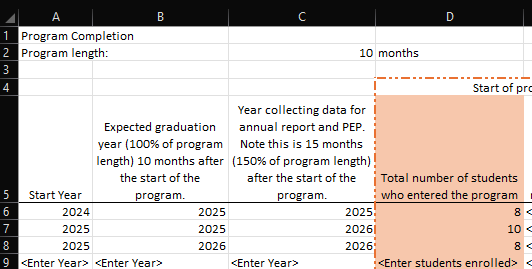 A B C D
1 Program Completion
2 Program length: 10 months
3
4 Start of pro
Expected graduation
year (100% of program
length) 10 months after
the start of the
program.
Year collecting data for
annual report and PEP.
Note this is 15 months
(150% of program length)
after the start of the
program.
Total number of students
who entered the program
5 Start Year
6 2024 2025 2025 8 <
7 2025 2025 2026 10 <
8 2025 2026 2026 8 <
9 <Enter Year> <Enter Year> <Enter Year> <Enter students enrolled> <